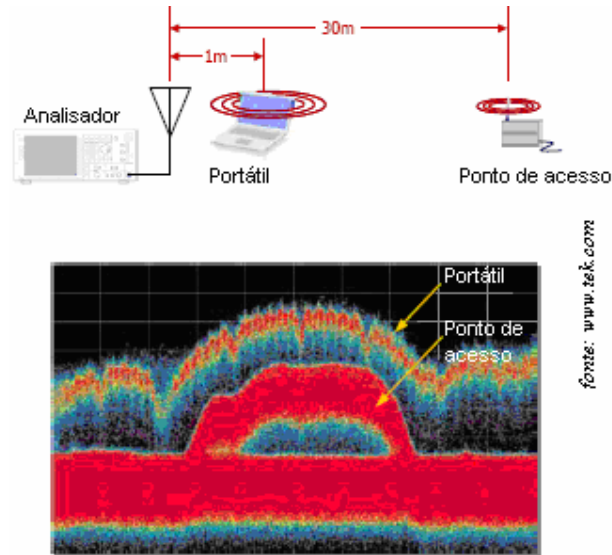 30m
1m
Analisador
Portátil
Ponto de acesso
Portátil
Ponto de
acesso
fonte: www.tek.com